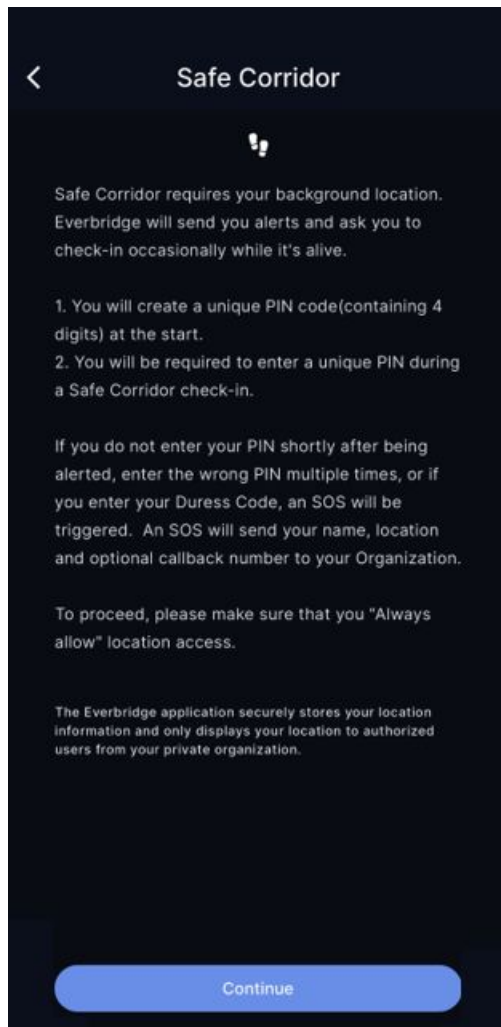 Safe Corridor
Safe Corridor requires your background location.
Everbridge will send you alerts and ask you to
check-in occasionally while it's alive.
1. You will create a unique PIN code(containing 4
digits) at the start.
2. You will be required to enter a unique PIN during
a Safe Corridor check-in.
If you do not enter your PIN shortly after being
alerted, enter the wrong PIN multiple times, or if
you enter your Duress Code, an SOS will be
triggered.  An SOS will send your name, location
and optional callback number to your Organization.
To proceed, please make sure that you "Always
allow" location access.
The Everbridge application securely stores your location
information and only displays your location to authorized
users from your private organization.
Continue